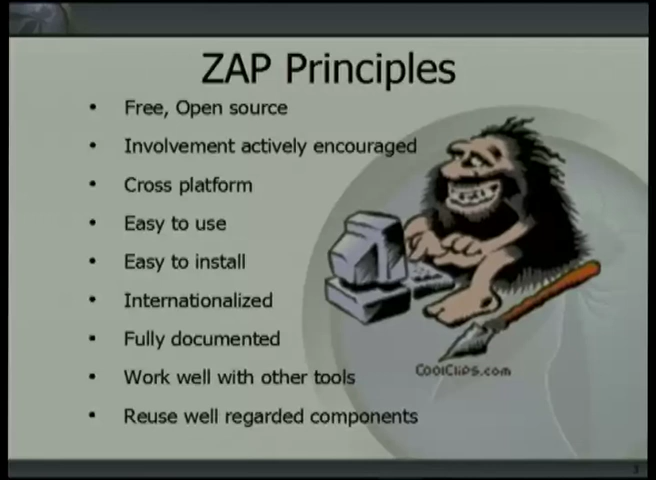 ZAP Principles
• Free, Open source
• Involvement actively encouraged
• Cross platform
• Easy to use
• Easy to install
• Internationalized
• Fully documented
• Work well with other tools
• Reuse well regarded components
CoolClips.com
3